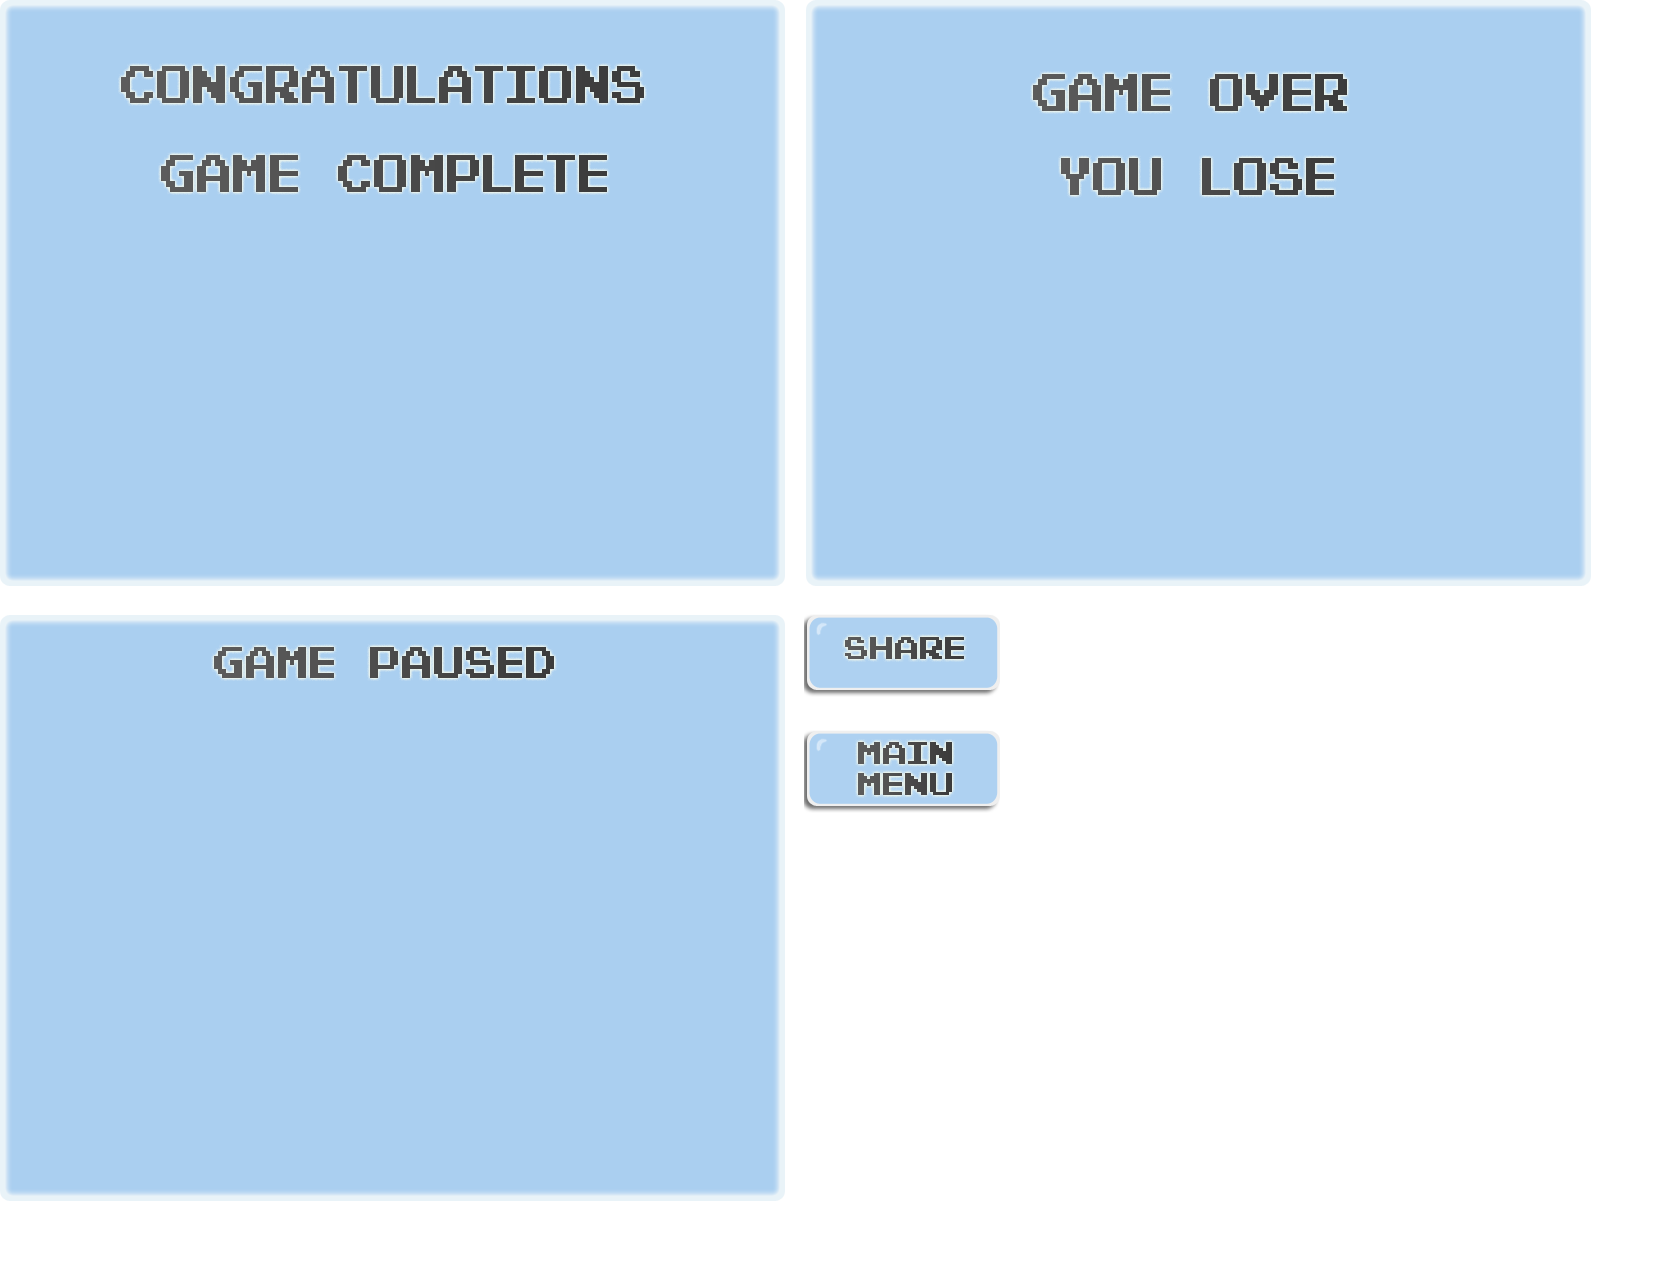 CONGRATULATIONS
GAME COMPLETE
GAME OVER
YOU LOSE
GAME PAUSED
SHARE
MAIN
MENU